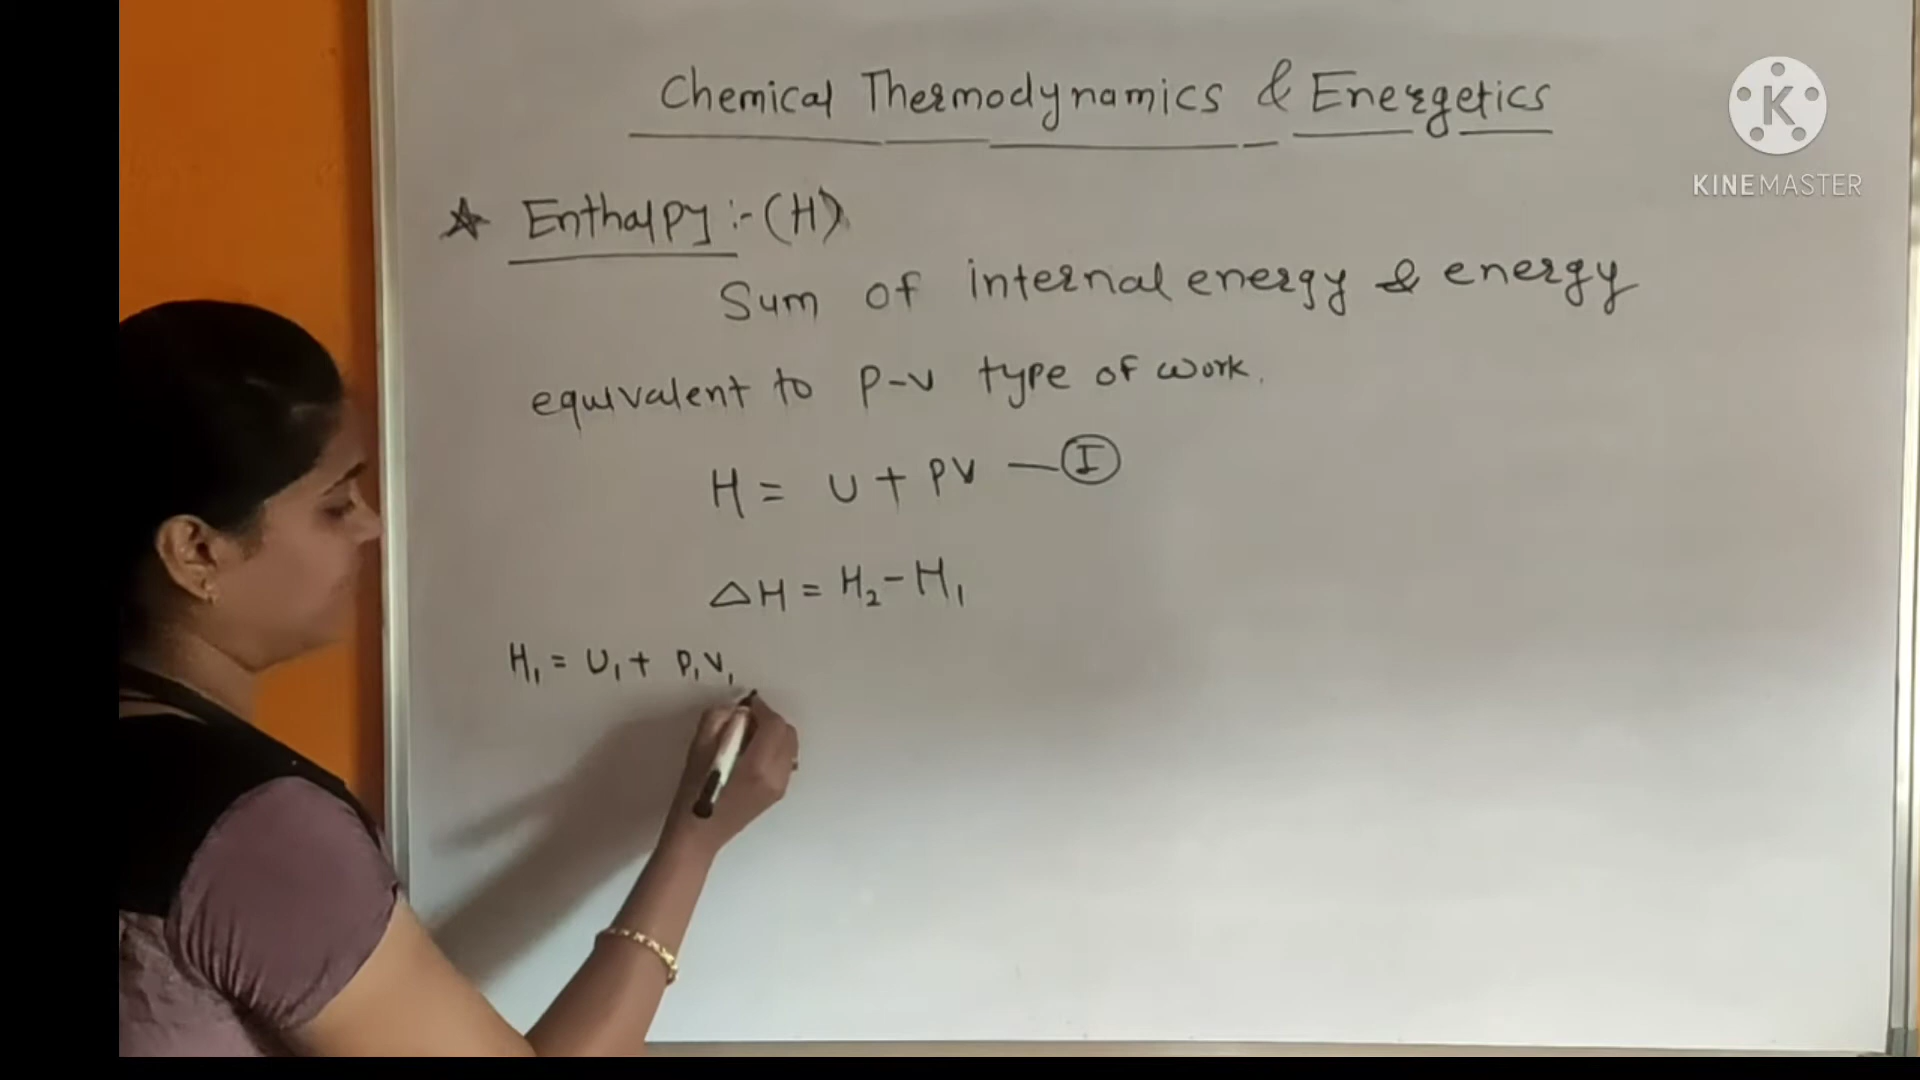 Chemical Thermodynamics & Energetics
KINEMASTER
★ Enthalpy :- (H)
Sum of internal energy & energy
equivalent to P-V type of work.
H = U + PV — Ⓘ
△H = H₂ - H₁
H₁ = U₁ + P₁V₁